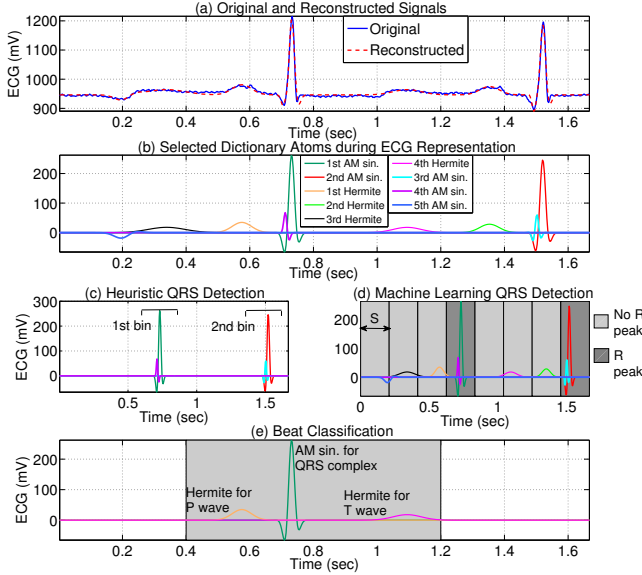 (a) Original and Reconstructed Signals
ECG (mV)
1200
1100
1000
900
Original
Reconstructed
0.2 0.4 0.6 0.8 1 1.2 1.4 1.6
Time (sec)
(b) Selected Dictionary Atoms during ECG Representation
ECG (mV)
200
100
0
1st AM sin.
2nd AM sin.
1st Hermite
2nd Hermite
3rd Hermite
4th Hermite
3rd AM sin.
4th AM sin.
5th AM sin.
0.2 0.4 0.6 0.8 1 1.2 1.4 1.6
Time (sec)
(c) Heuristic QRS Detection
ECG (mV)
300
200
100
0
1st bin
2nd bin
0.5 1 1.5
Time (sec)
(d) Machine Learning QRS Detection
200
100
0
S
0 0.5 1 1.5
Time (sec)
No R
peak
R
peak
(e) Beat Classification
ECG (mV)
200
100
0
AM sin. for
QRS complex
Hermite for
P wave
Hermite for
T wave
0.2 0.4 0.6 0.8 1 1.2 1.4 1.6
Time (sec)